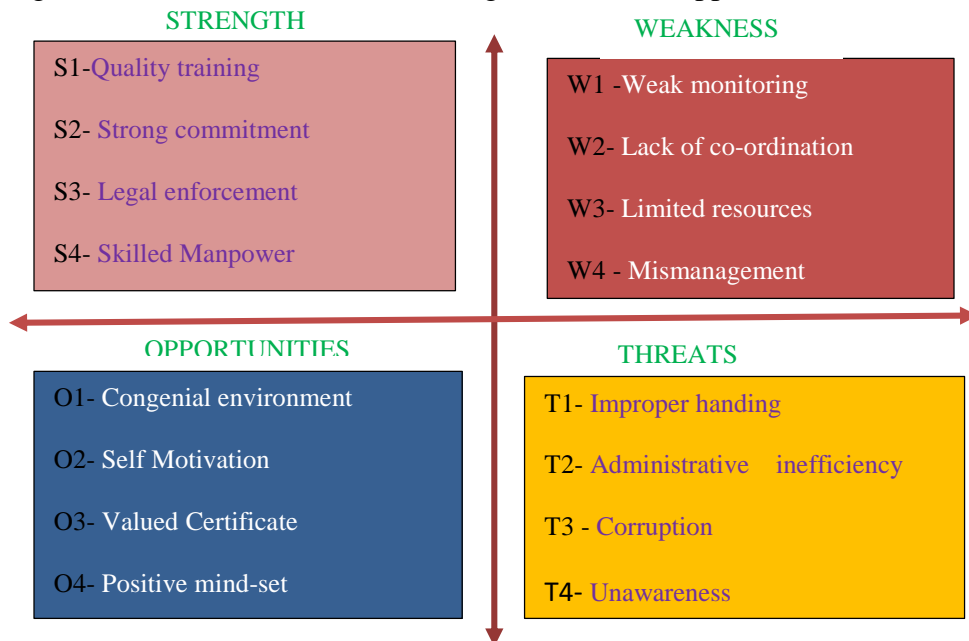 STRENGTH
S1-Quality training
S2- Strong commitment
S3- Legal enforcement
S4- Skilled Manpower
WEAKNESS
W1 -Weak monitoring
W2- Lack of co-ordination
W3- Limited resources
W4 - Mismanagement
OPPORTUNITIES
O1- Congenial environment
O2- Self Motivation
O3- Valued Certificate
O4- Positive mind-set
THREATS
T1- Improper handing
T2- Administrative inefficiency
T3 - Corruption
T4- Unawareness